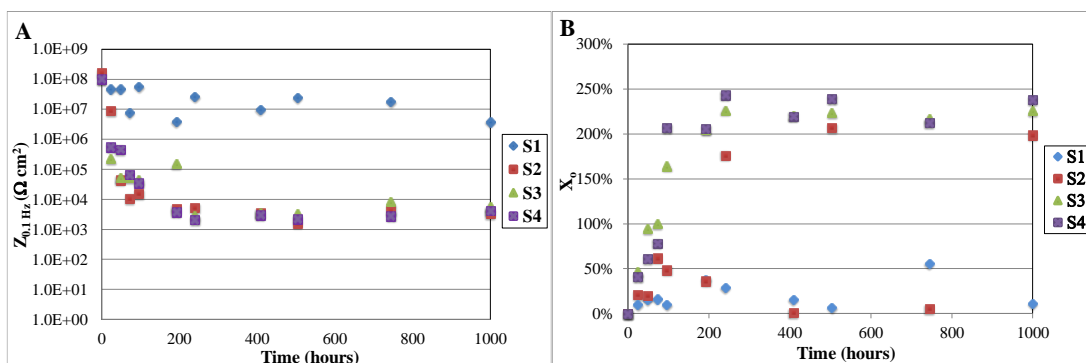 A
Z0.1 Hz (Ω cm²)
1.0E+09
1.0E+08
1.0E+07
1.0E+06
1.0E+05
1.0E+04
1.0E+03
1.0E+02
1.0E+01
1.0E+00
0 200 400 600 800 1000
Time (hours)
S1
S2
S3
S4
B
Xo
300%
250%
200%
150%
100%
50%
0%
0 200 400 600 800 1000
Time (hours)
S1
S2
S3
S4